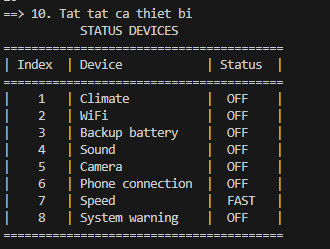 ==> 10. Tat tat ca thiet bi
STATUS DEVICES
========================================
| Index | Device | Status |
========================================
| 1 | Climate | OFF |
| 2 | WiFi | OFF |
| 3 | Backup battery | OFF |
| 4 | Sound | OFF |
| 5 | Camera | OFF |
| 6 | Phone connection | OFF |
| 7 | Speed | FAST |
| 8 | System warning | OFF |
========================================